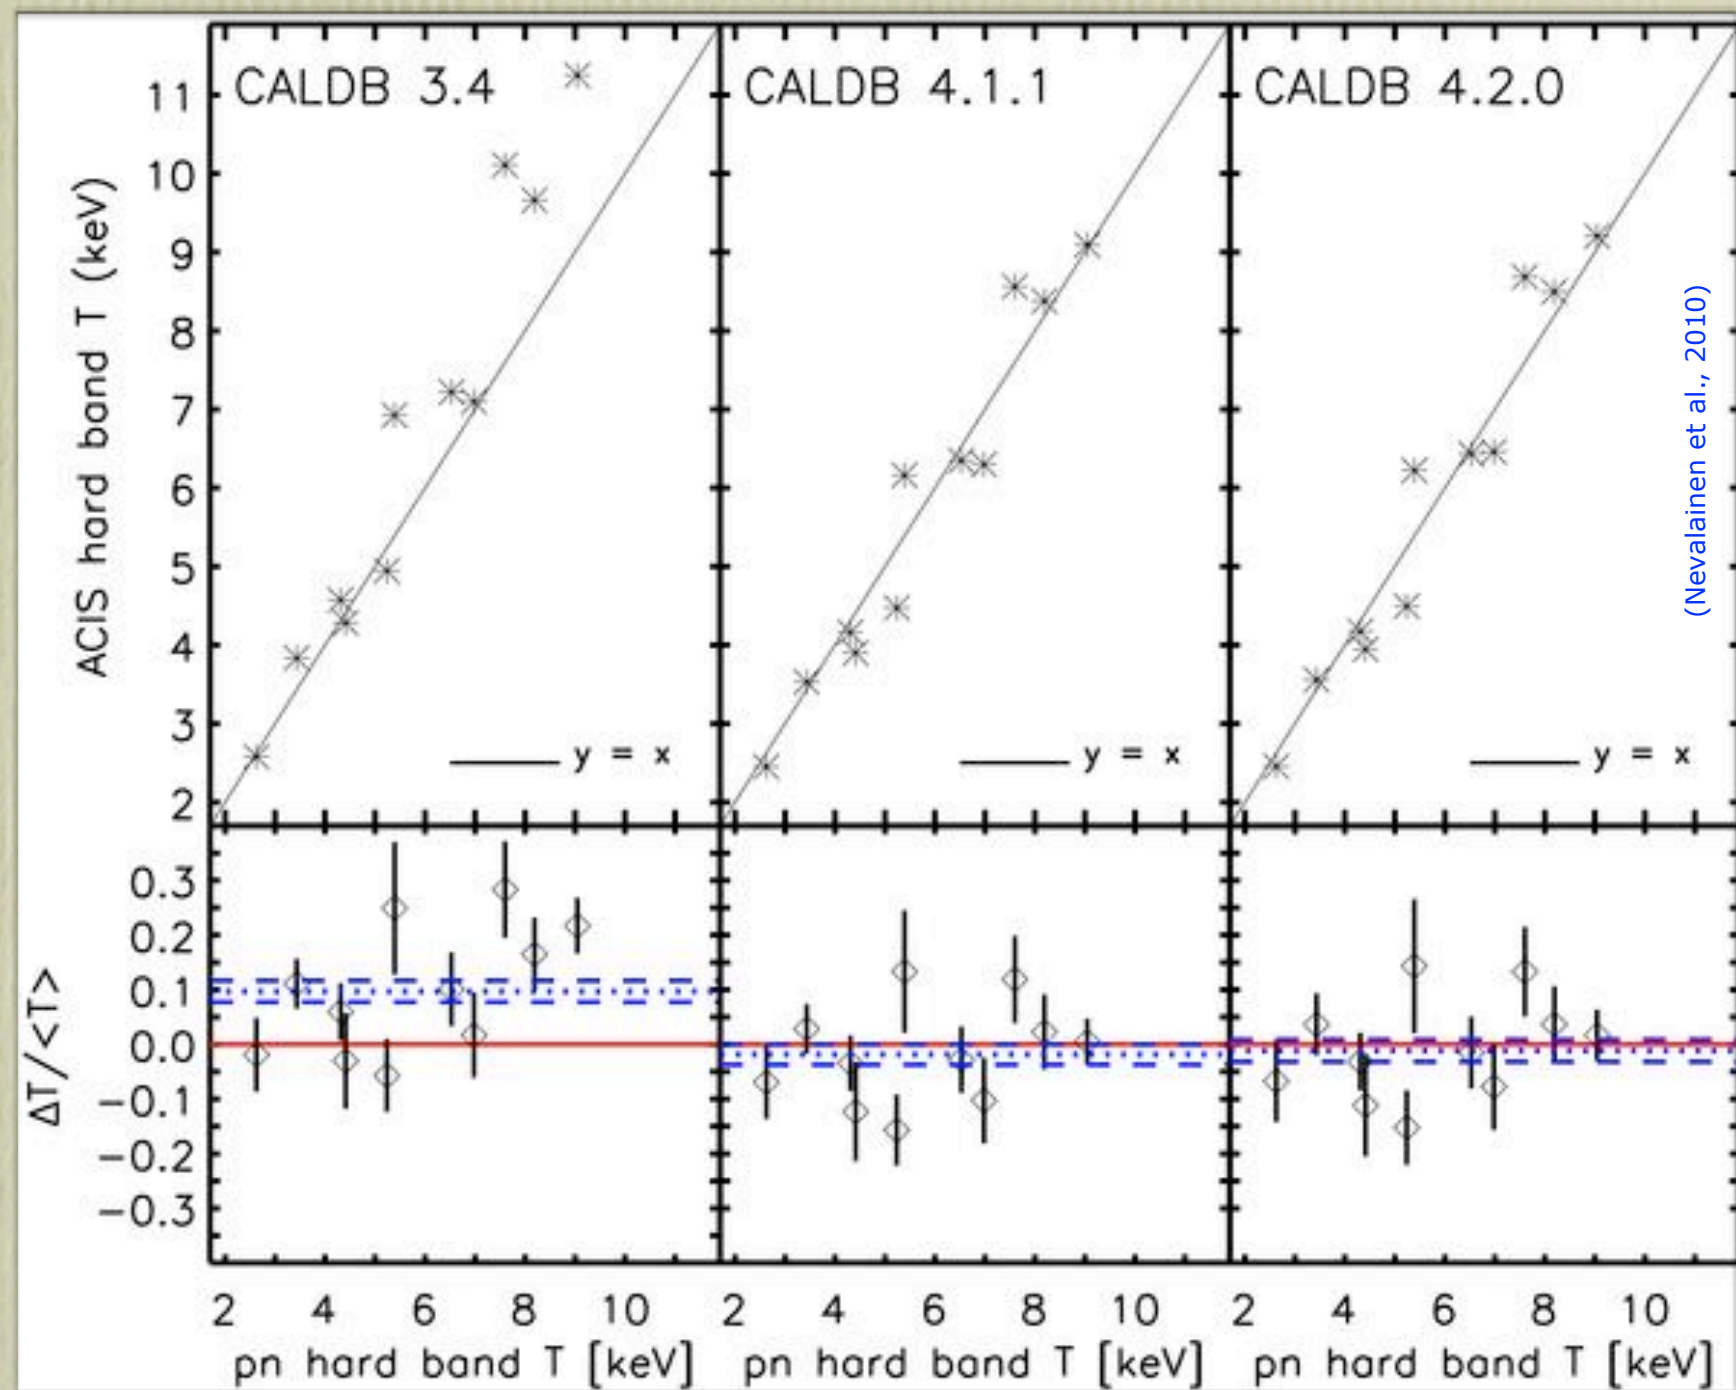 CALDB 3.4
CALDB 4.1.1
CALDB 4.2.0
ACIS hard band T (keV)
11
10
9
8
7
6
5
4
3
2
y = x
y = x
y = x
(Nevalainen et al., 2010)
ΔT/<T>
0.3
0.2
0.1
0.0
−0.1
−0.2
−0.3
2 4 6 8 10
2 4 6 8 10
2 4 6 8 10
pn hard band T [keV]
pn hard band T [keV]
pn hard band T [keV]